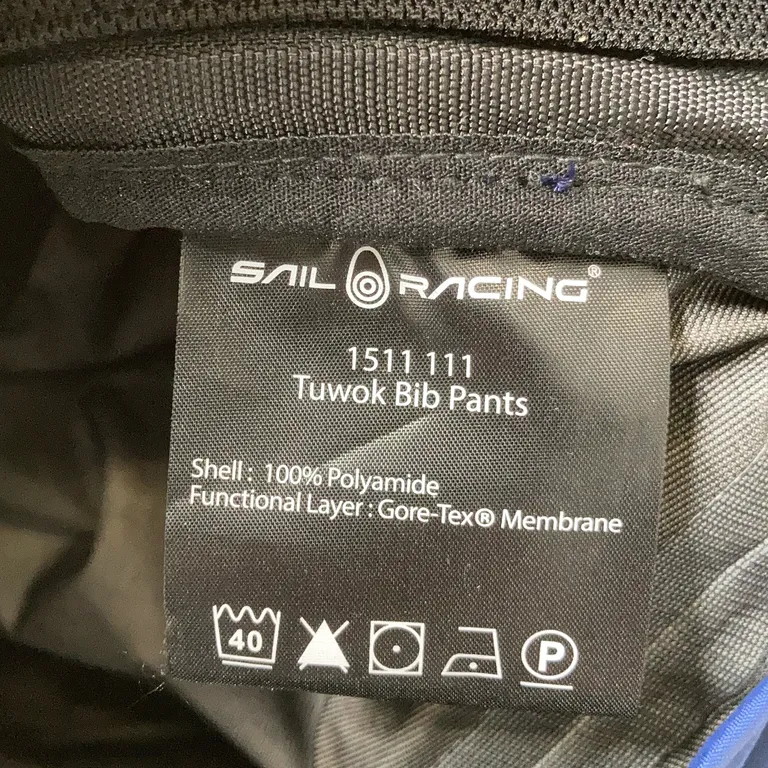 SAIL RACING®
1511 111
Tuwok Bib Pants
Shell : 100% Polyamide
Functional Layer : Gore-Tex® Membrane
40 P